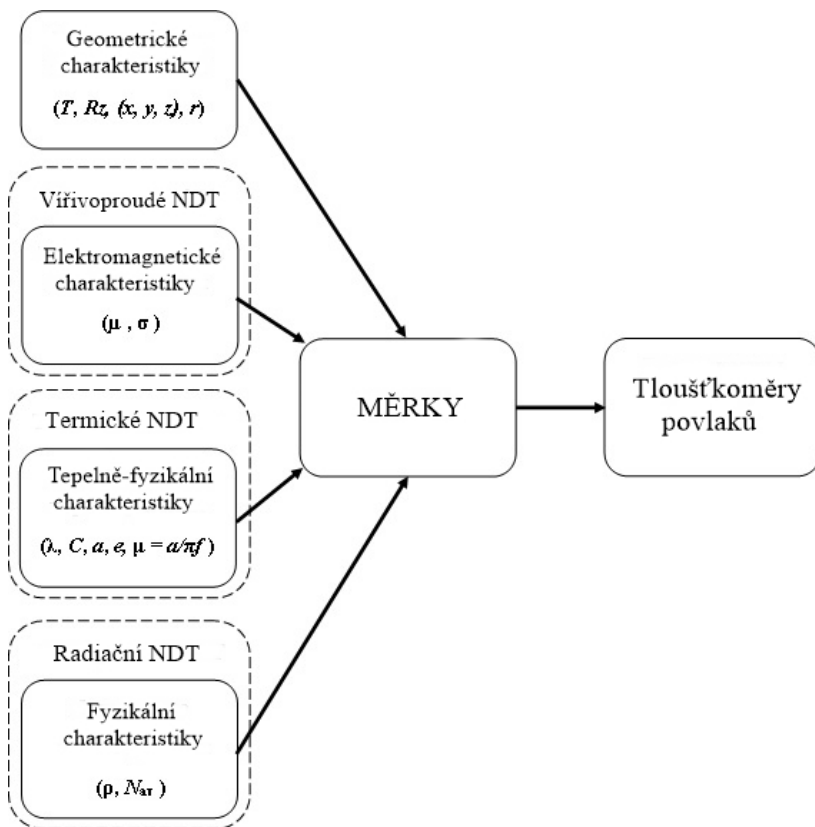 Geometrické
charakteristiky
(T, Rz, (x, y, z), r)
Vířivoproudé NDT
Elektromagnetické
charakteristiky
(μ , σ )
Termické NDT
Tepelně-fyzikální
charakteristiky
(λ, C, a, e, μ = a/πf )
Radiační NDT
Fyzikální
charakteristiky
(ρ, Nат )
MĚRKY
Tloušťkoměry
povlaků